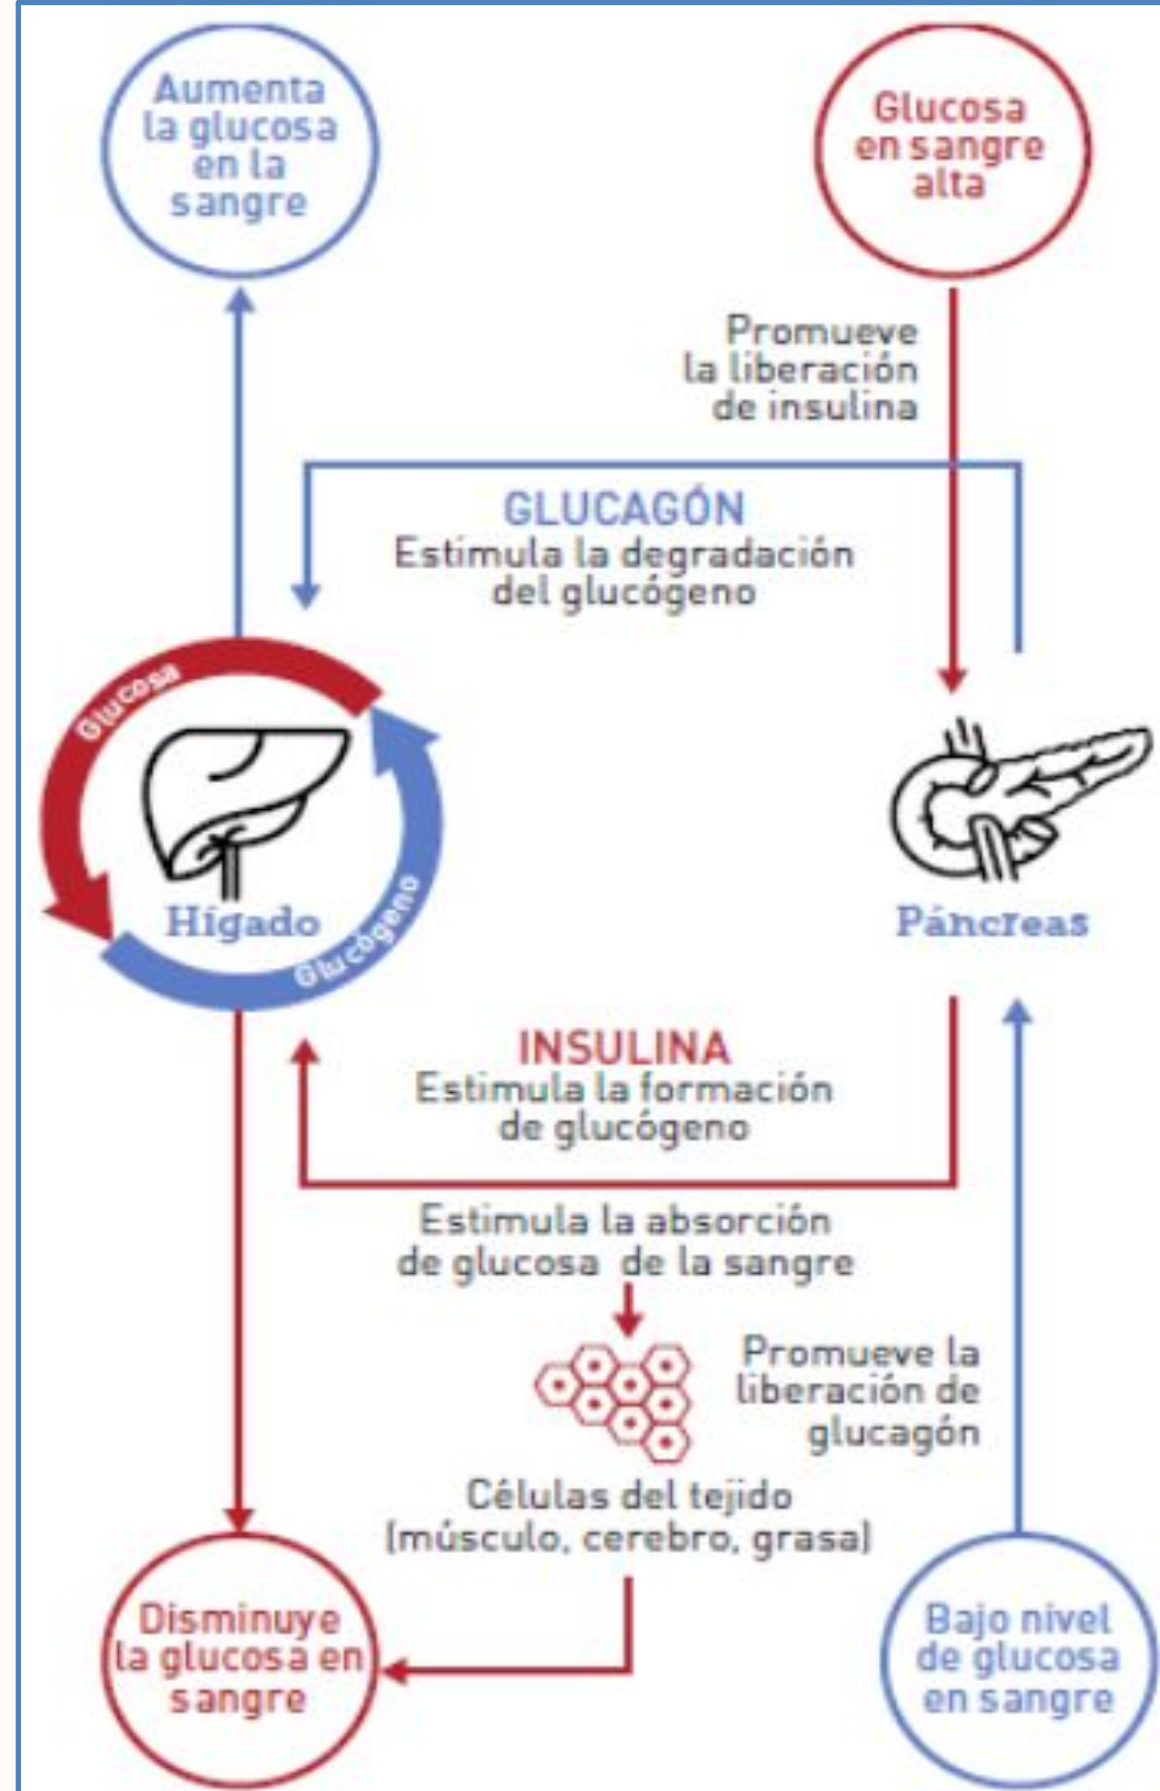 Aumenta
la glucosa
en la
sangre
Glucosa
en sangre
alta
Promueve
la liberación
de insulina
GLUCAGÓN
Estimula la degradación
del glucógeno
Glucosa
Glucógeno
Hígado
Páncreas
INSULINA
Estimula la formación
de glucógeno
Estimula la absorción
de glucosa de la sangre
Promueve la
liberación de
glucagón
Células del tejido
(músculo, cerebro, grasa)
Disminuye
la glucosa en
sangre
Bajo nivel
de glucosa
en sangre